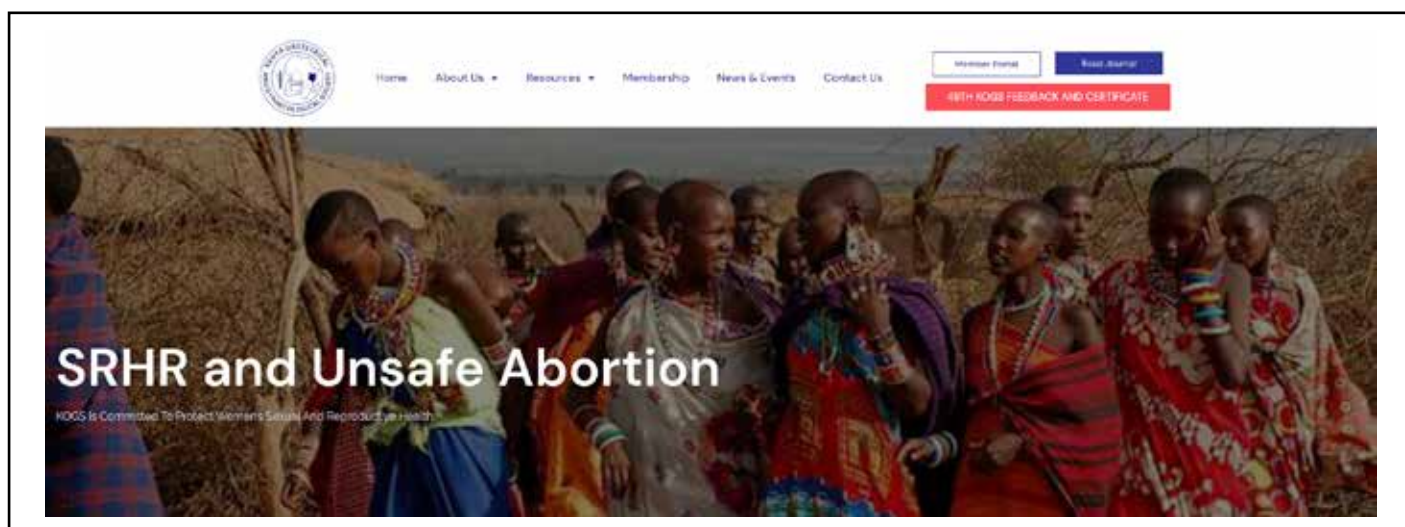 Home About Us Resources Membership News & Events Contact Us
Member Portal Read Journal
48TH KOGS FEEDBACK AND CERTIFICATE
SRHR and Unsafe Abortion
KOGS Is Committed To Protect Women's Sexual And Reproductive Health